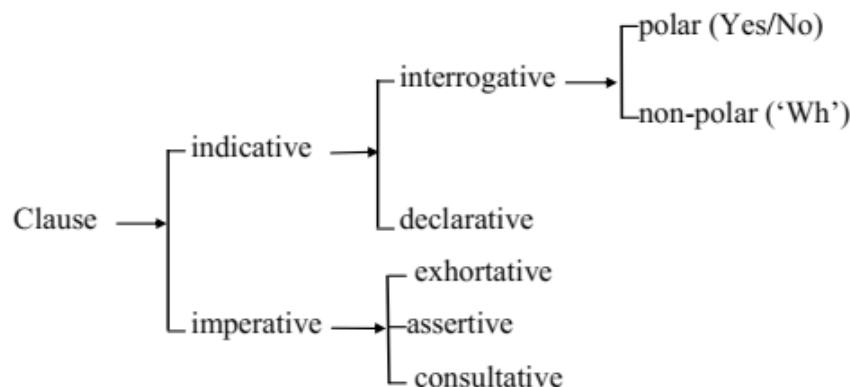 polar (Yes/No)
interrogative
non-polar (‘Wh’)
indicative
Clause
declarative
exhortative
imperative
assertive
consultative